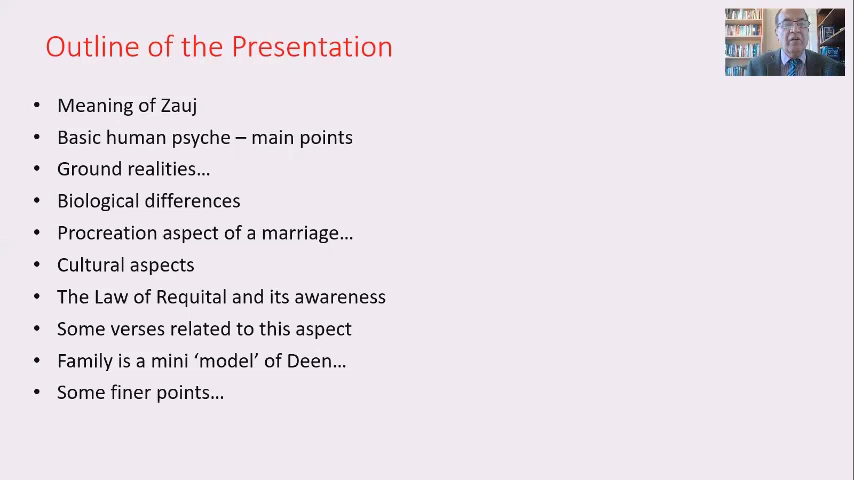 Outline of the Presentation
• Meaning of Zauj
• Basic human psyche – main points
• Ground realities…
• Biological differences
• Procreation aspect of a marriage…
• Cultural aspects
• The Law of Requital and its awareness
• Some verses related to this aspect
• Family is a mini ‘model’ of Deen…
• Some finer points…